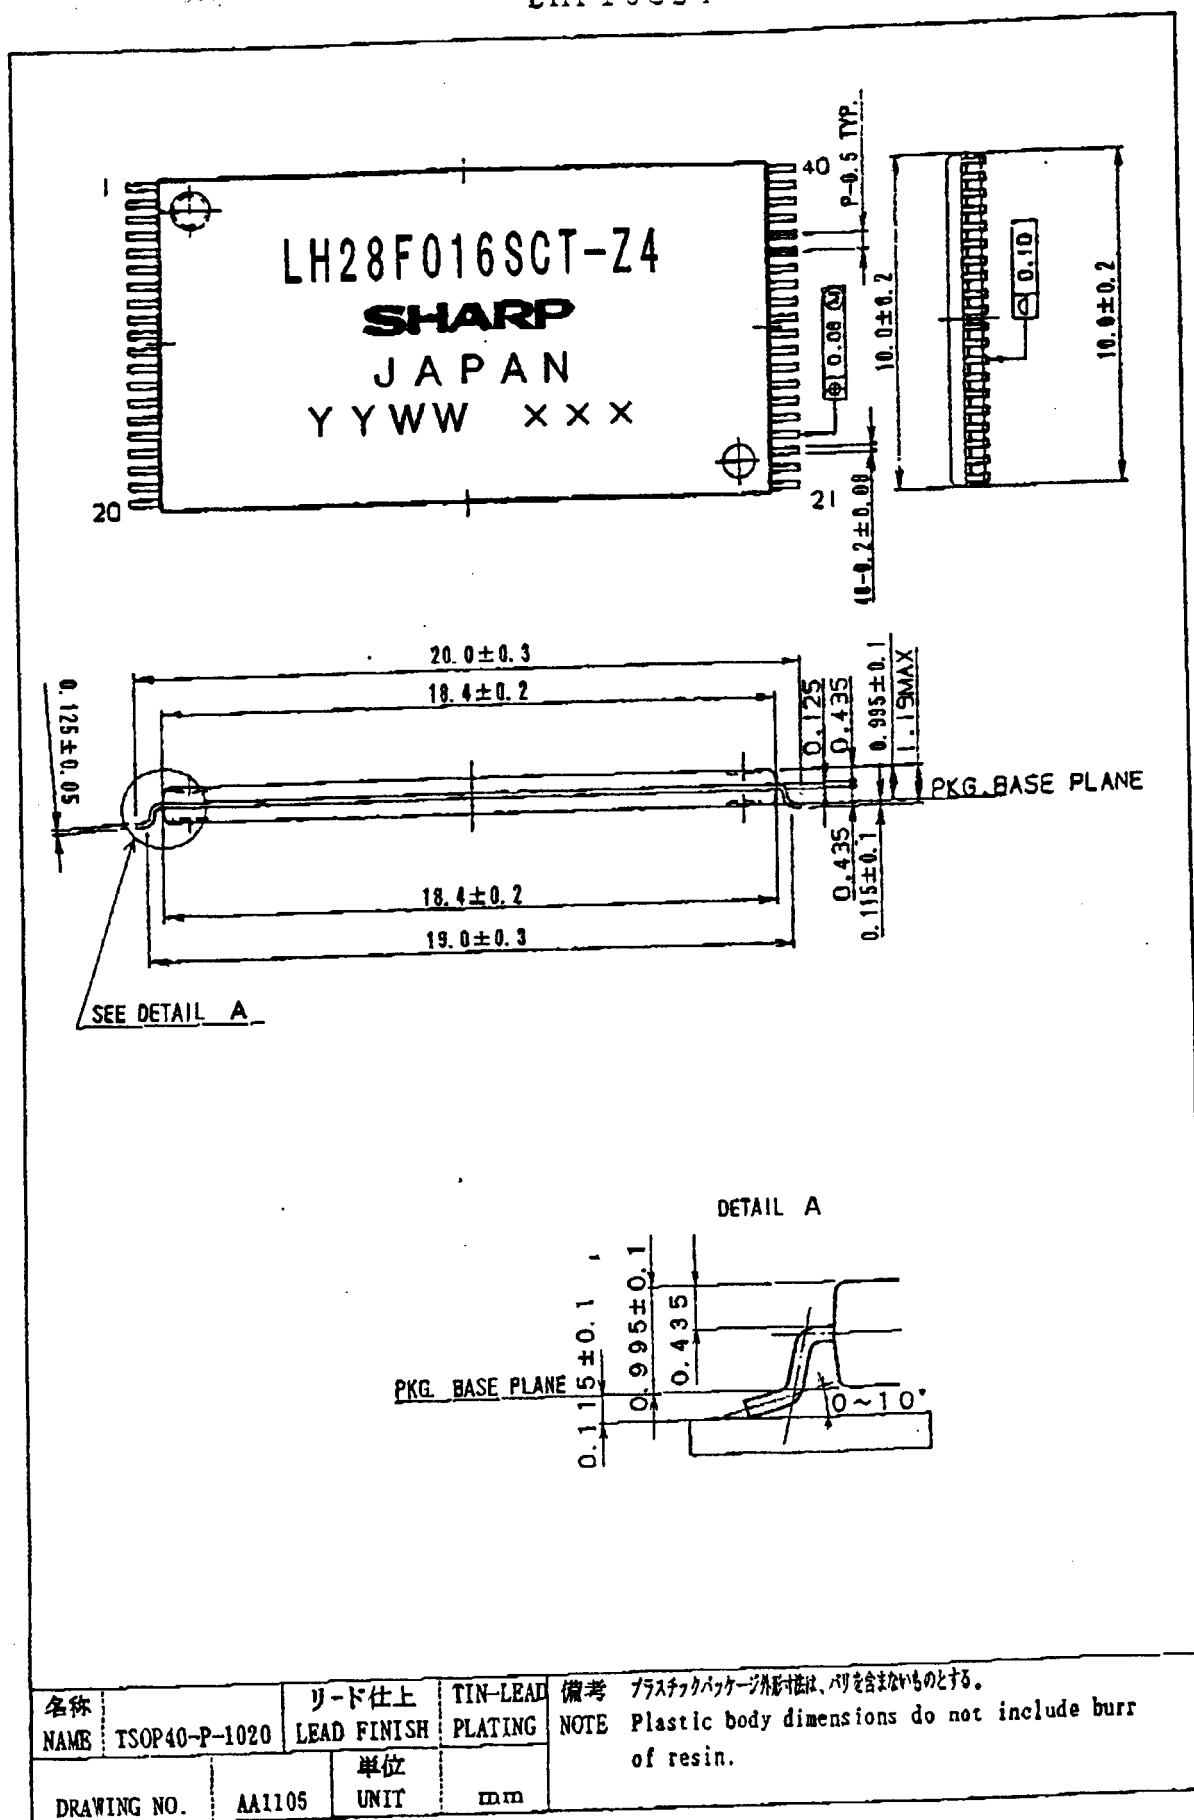 1
40
LH28F016SCT-Z4
SHARP
JAPAN
YYWW ×××
20
21
P-0.5 TYP.
0.08 M
10.0±0.2
0.10
10.0±0.2
40-0.2±0.08
20.0±0.3
18.4±0.2
0.125±0.05
0.125
0.435
0.995±0.1
1.19MAX
PKG. BASE PLANE
0.435
0.115±0.1
18.4±0.2
19.0±0.3
SEE DETAIL A
DETAIL A
0.115±0.1
0.995±0.1
0.435
PKG. BASE PLANE
0~10°
名称
NAME TSOP40-P-1020
リード仕上
LEAD FINISH
TIN-LEAD
PLATING
備考 プラスチックパッケージ外形寸法は、バリを含まないものとする。
NOTE Plastic body dimensions do not include burr
of resin.
DRAWING NO. AA1105
単位
UNIT mm